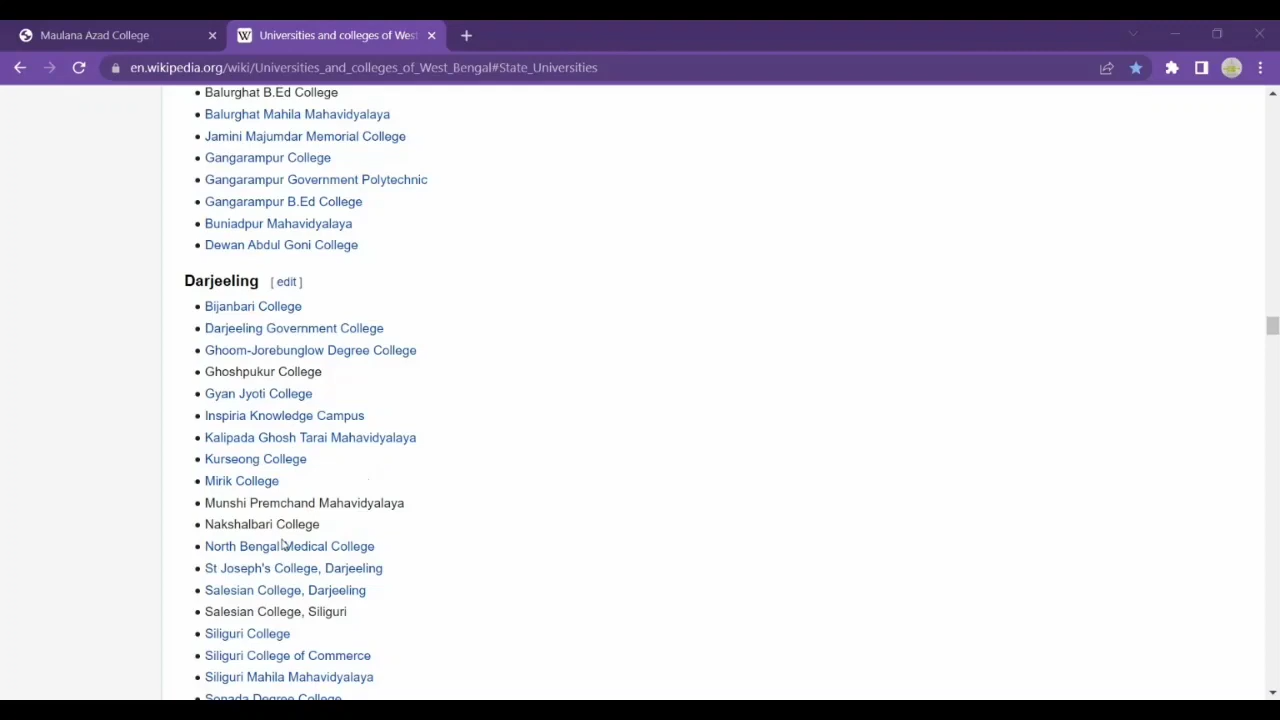 Maulana Azad College
Universities and colleges of Wes
en.wikipedia.org/wiki/Universities_and_colleges_of_West_Bengal#State_Universities
Balurghat B.Ed College
Balurghat Mahila Mahavidyalaya
Jamini Majumdar Memorial College
Gangarampur College
Gangarampur Government Polytechnic
Gangarampur B.Ed College
Buniadpur Mahavidyalaya
Dewan Abdul Goni College
Darjeeling [ edit ]
Bijanbari College
Darjeeling Government College
Ghoom-Jorebunglow Degree College
Ghoshpukur College
Gyan Jyoti College
Inspiria Knowledge Campus
Kalipada Ghosh Tarai Mahavidyalaya
Kurseong College
Mirik College
Munshi Premchand Mahavidyalaya
Nakshalbari College
North Bengal Medical College
St Joseph's College, Darjeeling
Salesian College, Darjeeling
Salesian College, Siliguri
Siliguri College
Siliguri College of Commerce
Siliguri Mahila Mahavidyalaya
Sonada Degree College